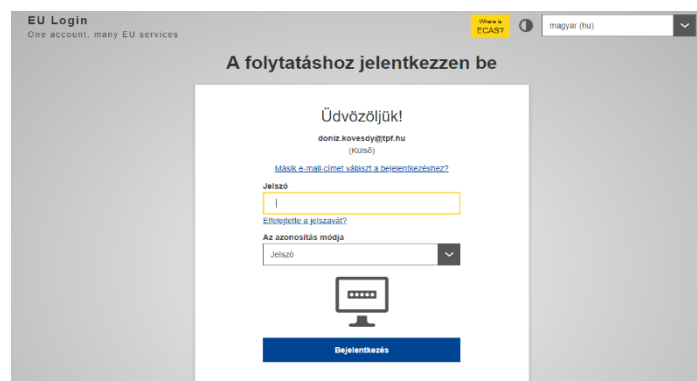 EU Login
One account, many EU services
Where is
ECAS?
magyar (hu)
A folytatáshoz jelentkezzen be
Üdvözöljük!
doniz.kovesdy@tpf.hu
(Külső)
Másik e-mail-címet választ a bejelentkezéshez?
Jelszó
Elfelejtette a jelszavát?
Az azonosítás módja
Jelszó
Bejelentkezés